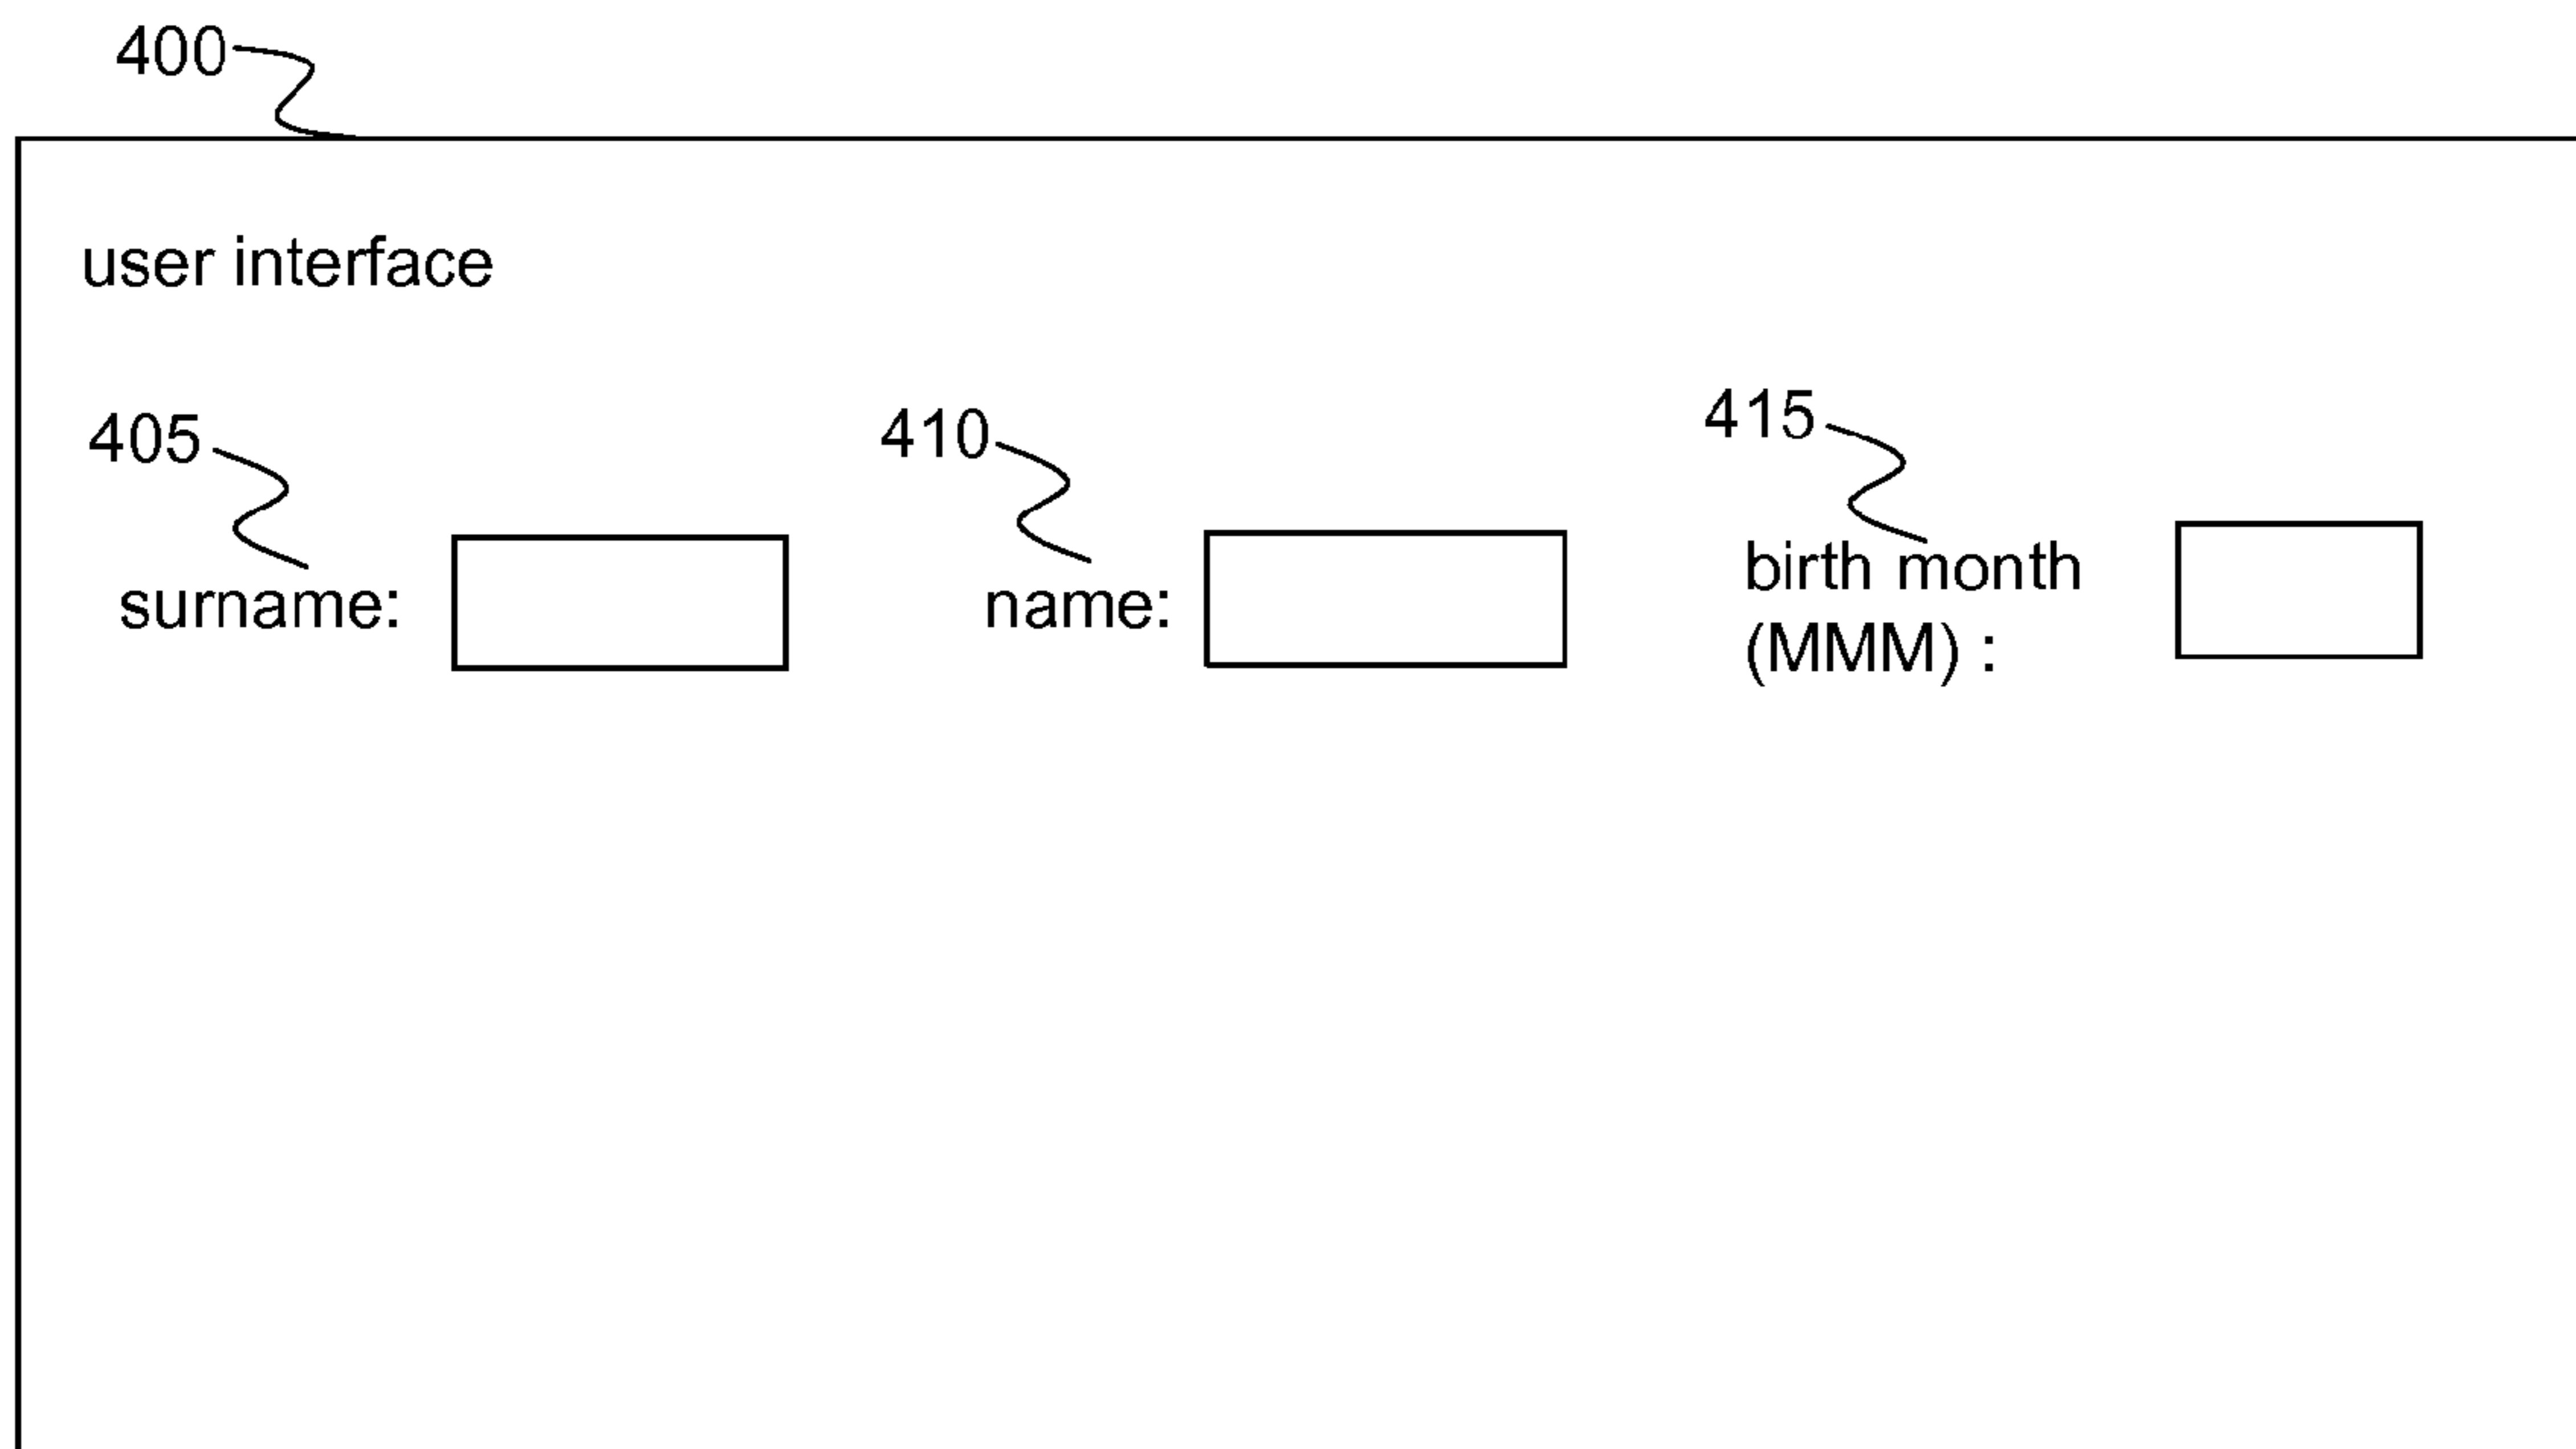 400
user interface
405
410
415
surname:
name:
birth month
(MMM) :